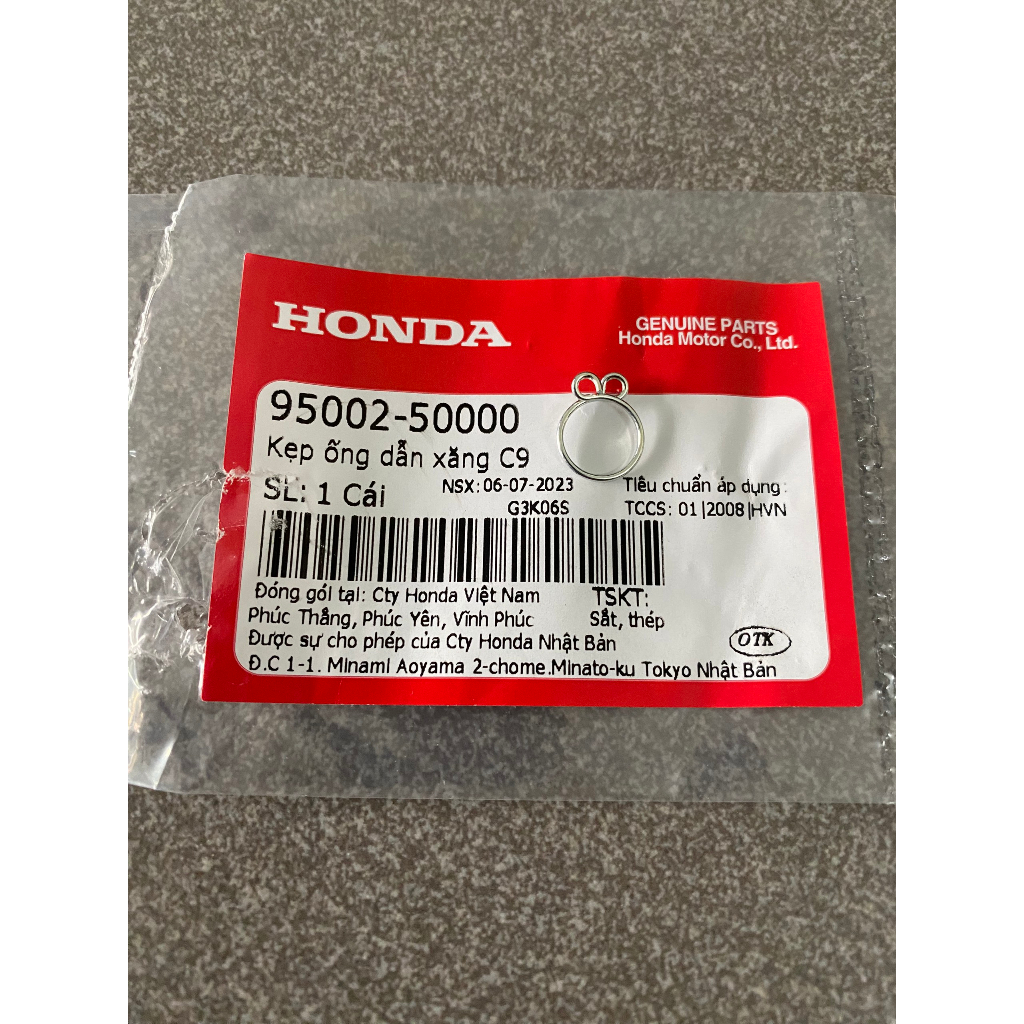 HONDA
GENUINE PARTS
Honda Motor Co., Ltd.
95002-50000
Kẹp ống dẫn xăng C9
SL: 1 Cái
NSX: 06-07-2023
G3K06S
Tiêu chuẩn áp dụng:
TCCS: 01|2008|HVN
Đóng gói tại: Cty Honda Việt Nam
Phúc Thắng, Phúc Yên, Vĩnh Phúc
TSKT:
Sắt, thép
Được sự cho phép của Cty Honda Nhật Bản
Đ.C 1-1. Minami Aoyama 2-chome.Minato-ku Tokyo Nhật Bản
OTK